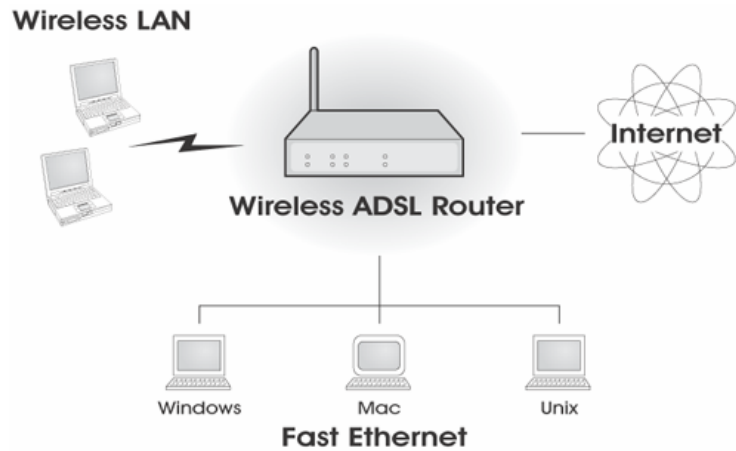 Wireless LAN
Internet
Wireless ADSL Router
Windows
Mac
Unix
Fast Ethernet